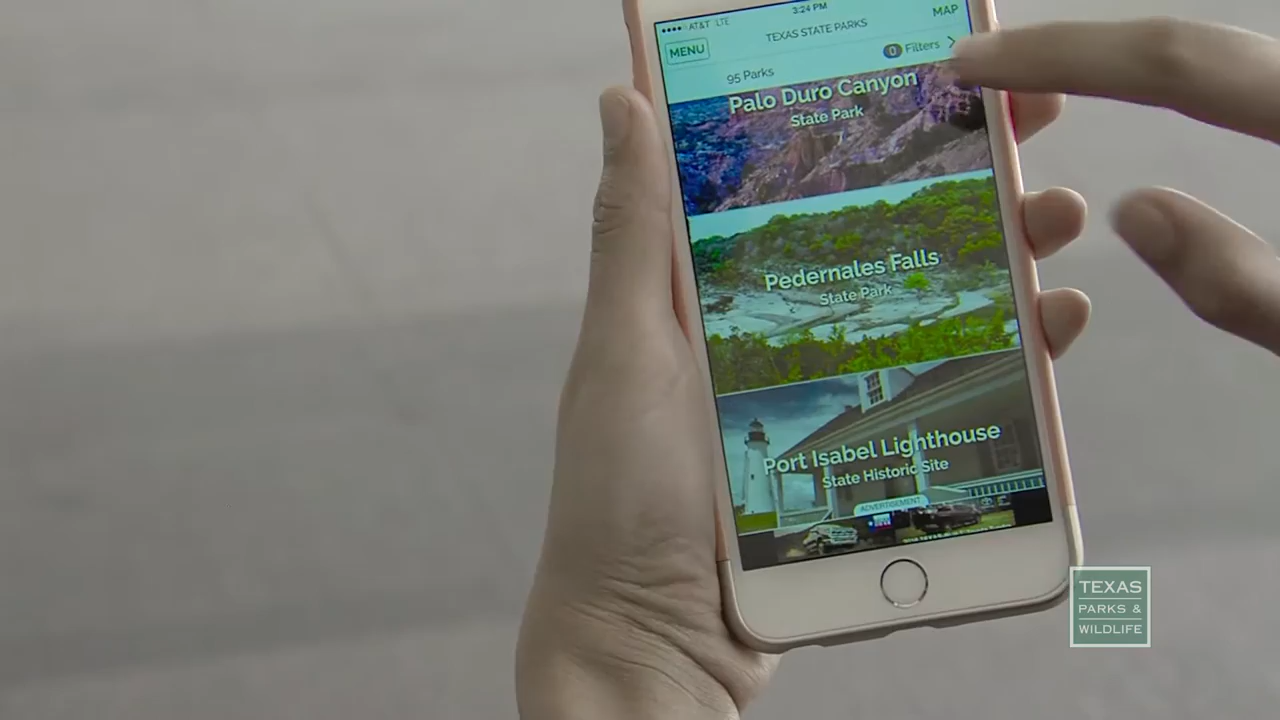 AT&T LTE
3:24 PM
TEXAS STATE PARKS
MAP
MENU
0 Filters
95 Parks
Palo Duro Canyon
State Park
Pedernales Falls
State Park
Port Isabel Lighthouse
State Historic Site
ADVERTISEMENT
TEXAS
PARKS &
WILDLIFE